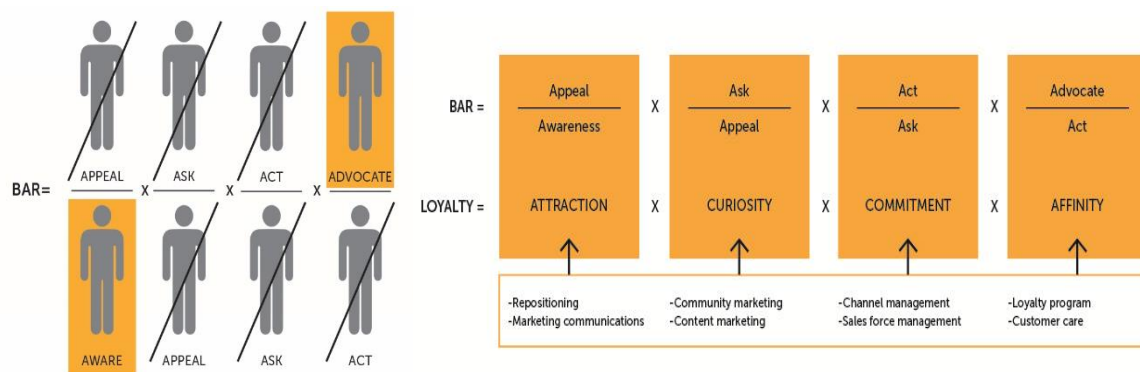 APPEAL ASK ACT ADVOCATE
BAR= X X X
AWARE APPEAL ASK ACT
Appeal X Ask X Act X Advocate
BAR =
Awareness Appeal Ask Act
LOYALTY = ATTRACTION X CURIOSITY X COMMITMENT X AFFINITY
-Repositioning -Community marketing -Channel management -Loyalty program
-Marketing communications -Content marketing -Sales force management -Customer care